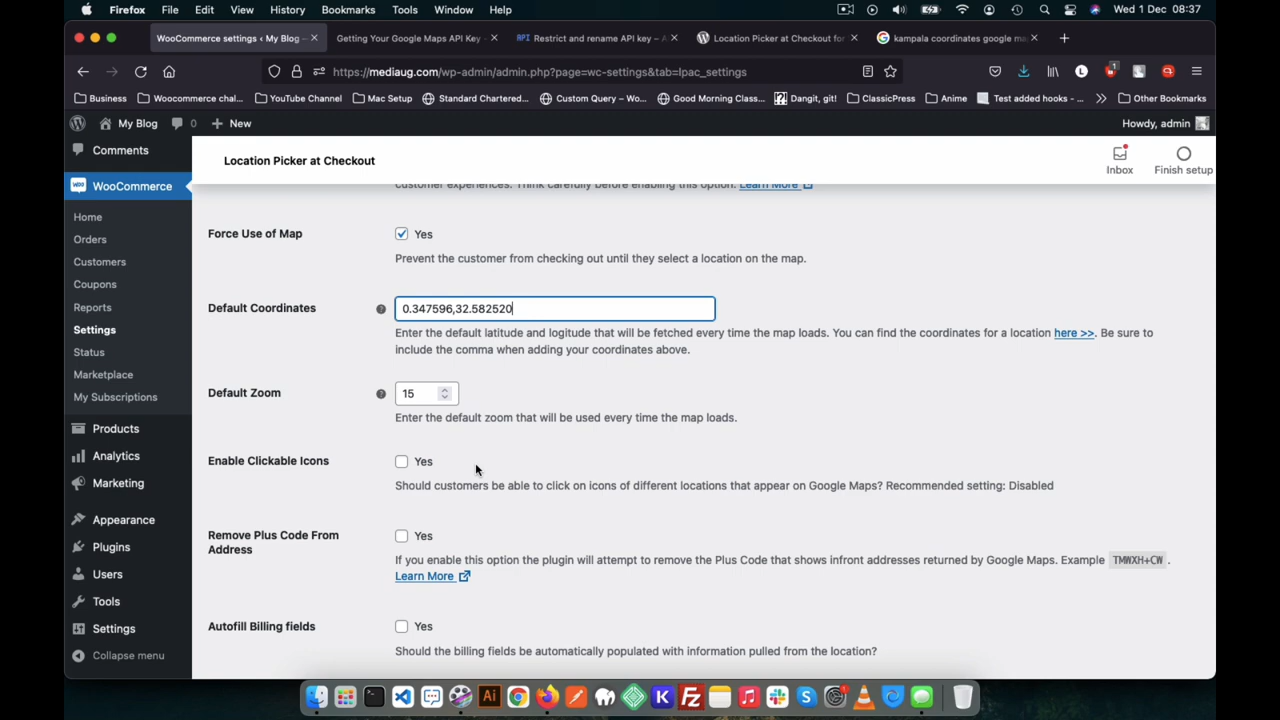 Firefox File Edit View History Bookmarks Tools Window Help Wed 1 Dec 08:37
WooCommerce settings ‹ My Blog –
Getting Your Google Maps API Key
API Restrict and rename API key – A
Location Picker at Checkout for
kampala coordinates google ma
https://mediaug.com/wp-admin/admin.php?page=wc-settings&tab=lpac_settings
1
Business Woocommerce chal... YouTube Channel Mac Setup Standard Chartered... Custom Query – Wo... Good Morning Class... Dangit, git! ClassicPress Anime Test added hooks - ... Other Bookmarks
My Blog 0 New Howdy, admin
Comments
WooCommerce
Home
Orders
Customers
Coupons
Reports
Settings
Status
Marketplace
My Subscriptions
Products
Analytics
Marketing
Appearance
Plugins
Users
Tools
Settings
Collapse menu
Location Picker at Checkout
Inbox
Finish setup
customer experiences. Think carefully before enabling this option. Learn More
Force Use of Map
Yes
Prevent the customer from checking out until they select a location on the map.
Default Coordinates
0.347596,32.582520
Enter the default latitude and logitude that will be fetched every time the map loads. You can find the coordinates for a location here >>. Be sure to
include the comma when adding your coordinates above.
Default Zoom
15
Enter the default zoom that will be used every time the map loads.
Enable Clickable Icons
Yes
Should customers be able to click on icons of different locations that appear on Google Maps? Recommended setting: Disabled
Remove Plus Code From
Address
Yes
If you enable this option the plugin will attempt to remove the Plus Code that shows infront addresses returned by Google Maps. Example TMWXH+CW .
Learn More
Autofill Billing fields
Yes
Should the billing fields be automatically populated with information pulled from the location?